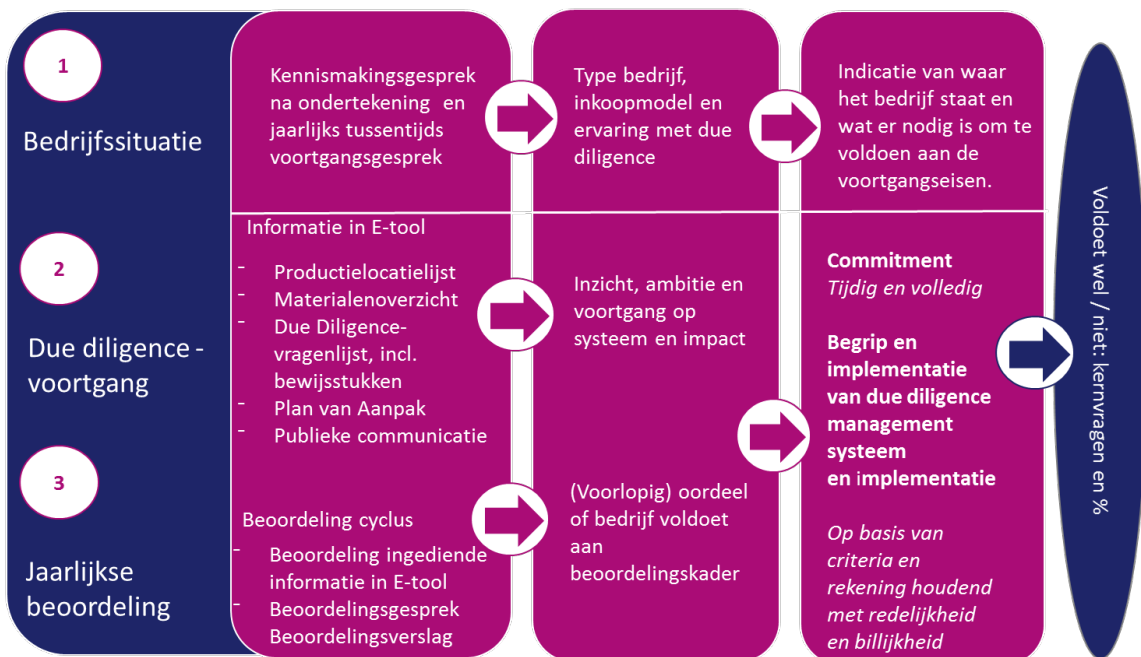 1
Bedrijfssituatie
Kennismakingsgesprek
na ondertekening en
jaarlijks tussentijds
voortgangsgesprek
Type bedrijf,
inkoopmodel en
ervaring met due
diligence
Indicatie van waar
het bedrijf staat en
wat er nodig is om te
voldoen aan de
voortgangseisen.
2
Due diligence -
voortgang
Informatie in E-tool
- Productielocatielijst
- Materialenoverzicht
- Due Diligence-
vragenlijst, incl.
bewijsstukken
- Plan van Aanpak
- Publieke communicatie
Inzicht, ambitie en
voortgang op
systeem en impact
Commitment
Tijdig en volledig
Begrip en
implementatie
van due diligence
management
systeem
en implementatie
Op basis van
criteria en
rekening houdend
met redelijkheid
en billijkheid
3
Jaarlijkse
beoordeling
Beoordeling cyclus
- Beoordeling ingediende
informatie in E-tool
- Beoordelingsgesprek
- Beoordelingsverslag
(Voorlopig) oordeel
of bedrijf voldoet
aan
beoordelingskader
Voldoet wel / niet: kernvragen en %